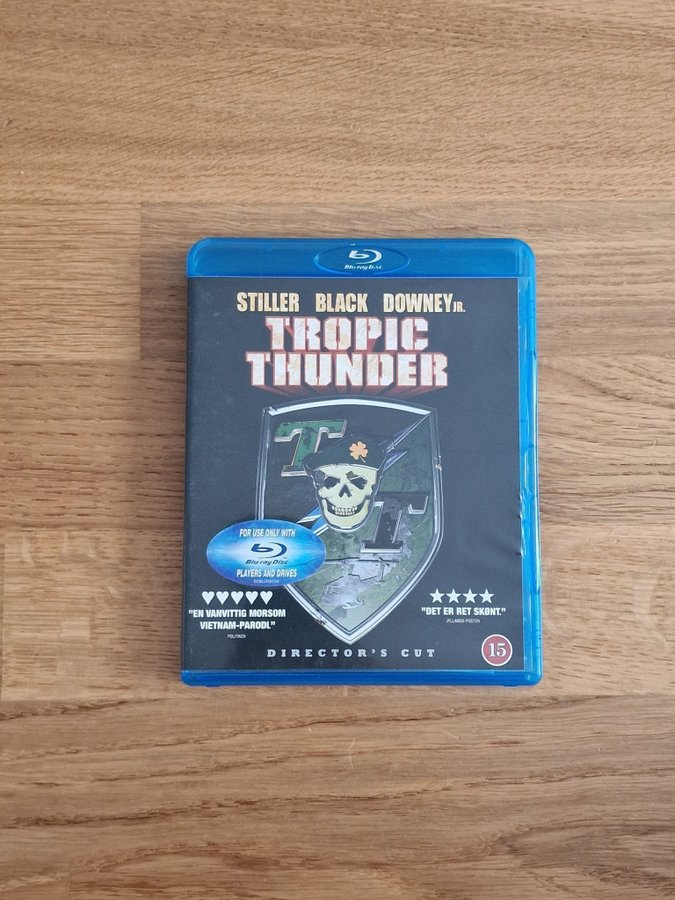 Blu-ray Disc
STILLER BLACK DOWNEY JR.
TROPIC
THUNDER
T
T
FOR USE ONLY WITH
Blu-ray Disc
PLAYERS AND DRIVES
"EN VANVITTIG MORSOM
VIETNAM-PARODI."
POLITIKEN
"DET ER RET SKØNT."
JYLLANDS-POSTEN
DIRECTOR'S CUT
15